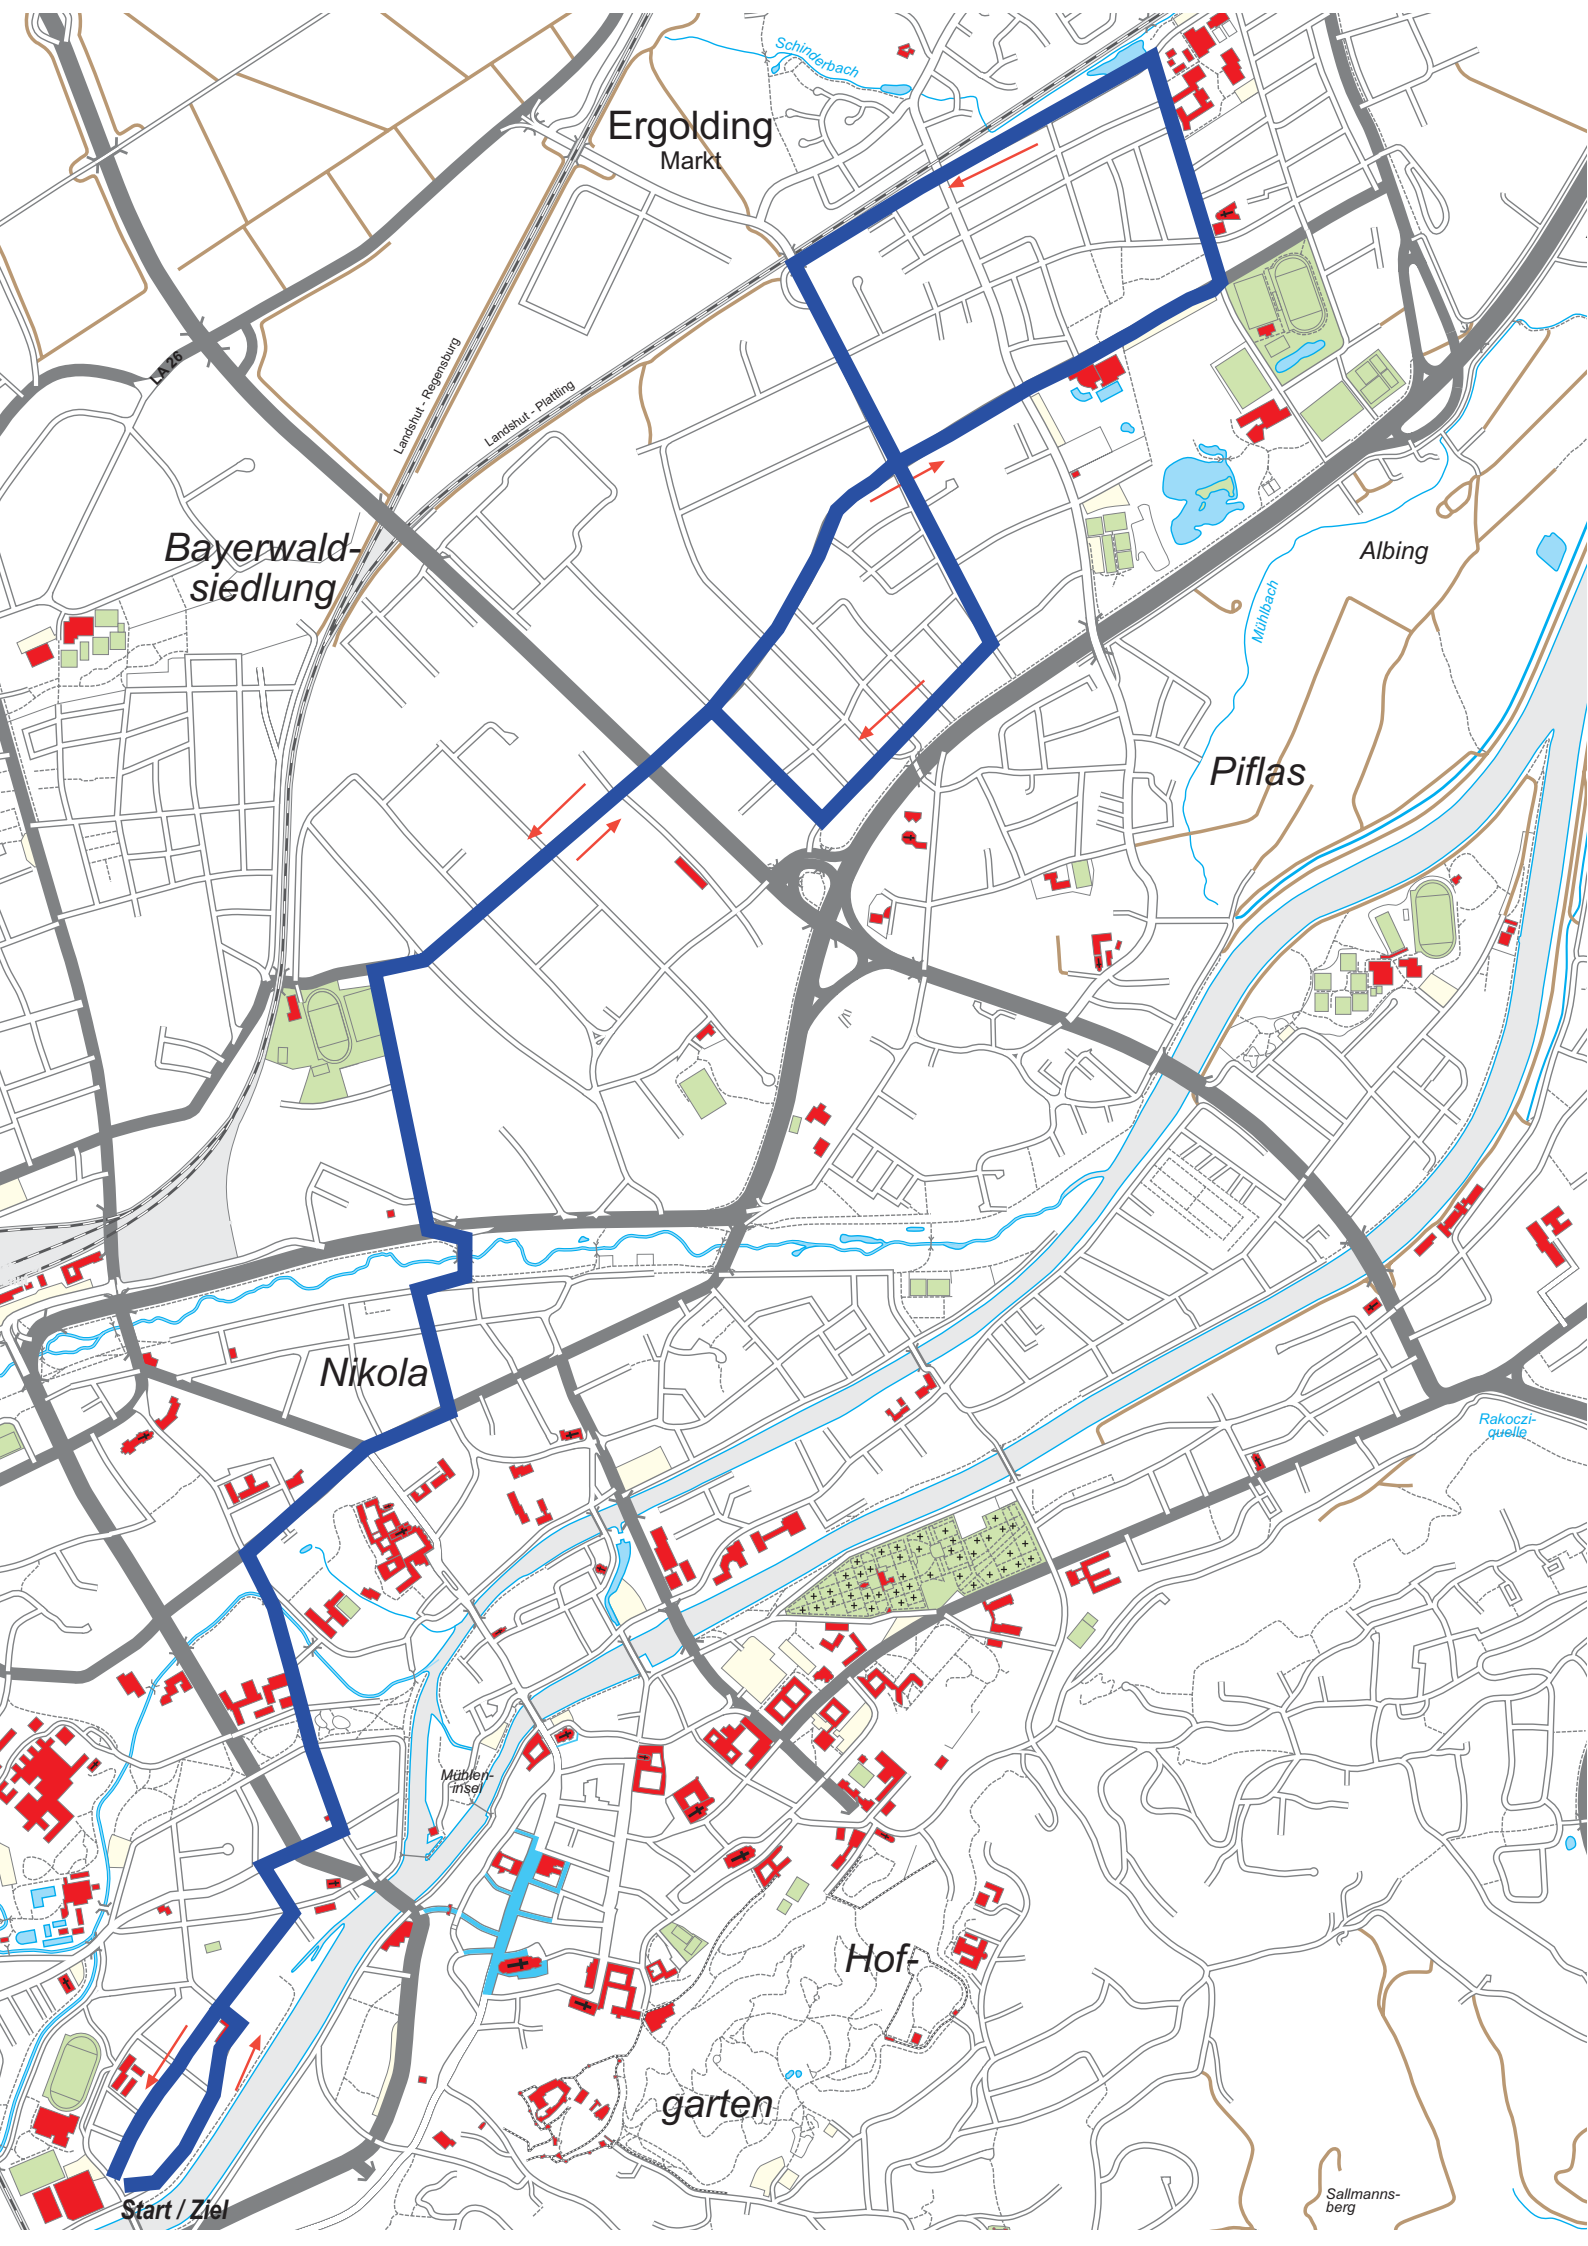 Schinderbach
Ergolding
Markt
LA 26
Landshut - Regensburg
Landshut - Plattling
Bayerwald-
siedlung
Albing
Mühlbach
Piflas
Nikola
Rakoczi-
quelle
Mühlen-
insel
Hof-
garten
Sallmanns-
berg
Start / Ziel